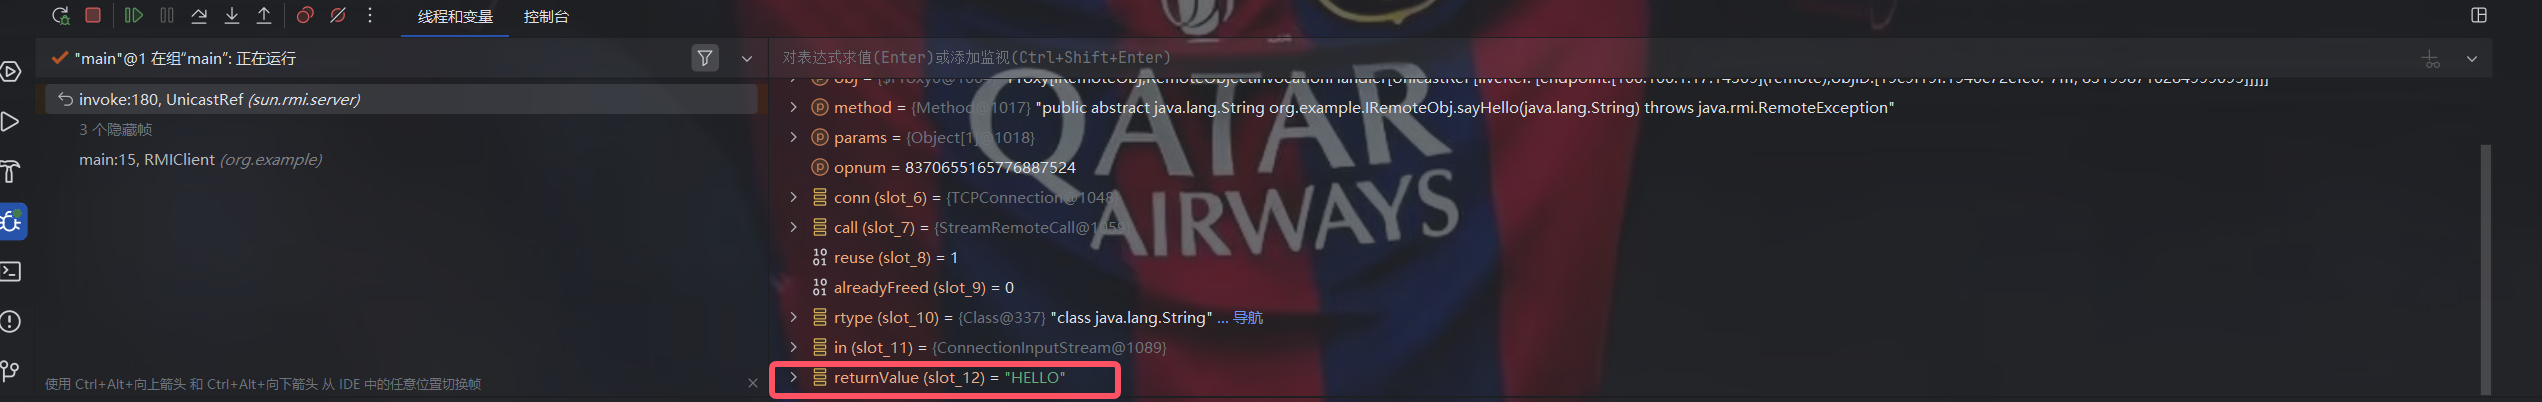 线程和变量 控制台
"main"@1 在组"main": 正在运行
对表达式求值(Enter)或添加监视(Ctrl+Shift+Enter)
invoke:180, UnicastRef (sun.rmi.server)
3 个隐藏帧
main:15, RMIClient (org.example)
method = {Method@1017} "public abstract java.lang.String org.example.IRemoteObj.sayHello(java.lang.String) throws java.rmi.RemoteException"
params = {Object[1]@1018}
opnum = 8370655165776887524
conn (slot_6) = {TCPConnection@1048}
call (slot_7) = {StreamRemoteCall@1059}
reuse (slot_8) = 1
alreadyFreed (slot_9) = 0
rtype (slot_10) = {Class@337} "class java.lang.String" ... 导航
in (slot_11) = {ConnectionInputStream@1089}
returnValue (slot_12) = "HELLO"
使用 Ctrl+Alt+向上箭头 和 Ctrl+Alt+向下箭头 从 IDE 中的任意位置切换帧
QATAR
AIRWAYS